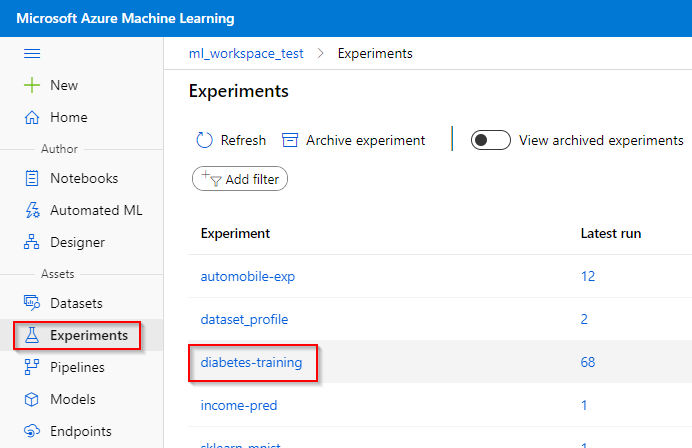 Microsoft Azure Machine Learning
ml_workspace_test > Experiments
New
Home
Author
Notebooks
Automated ML
Designer
Assets
Datasets
Experiments
Pipelines
Models
Endpoints
Experiments
Refresh
Archive experiment
View archived experiments
Add filter
Experiment Latest run
automobile-exp 12
dataset_profile 2
diabetes-training 68
income-pred 1
sklearn_mnist 1